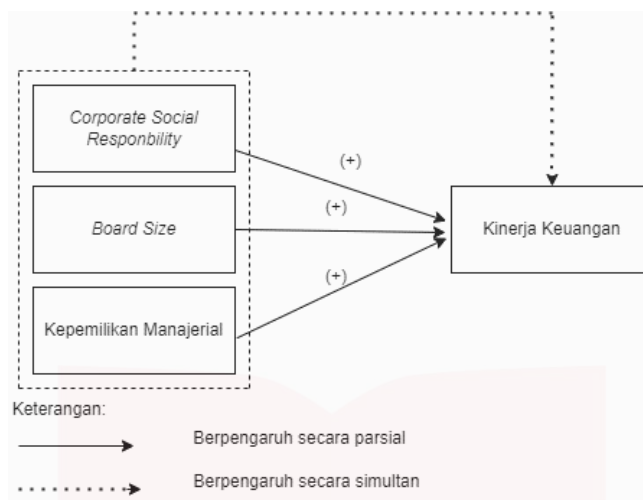 Corporate Social
Responbility
(+)
Board Size
(+)
Kinerja Keuangan
(+)
Kepemilikan Manajerial
Keterangan:
Berpengaruh secara parsial
Berpengaruh secara simultan